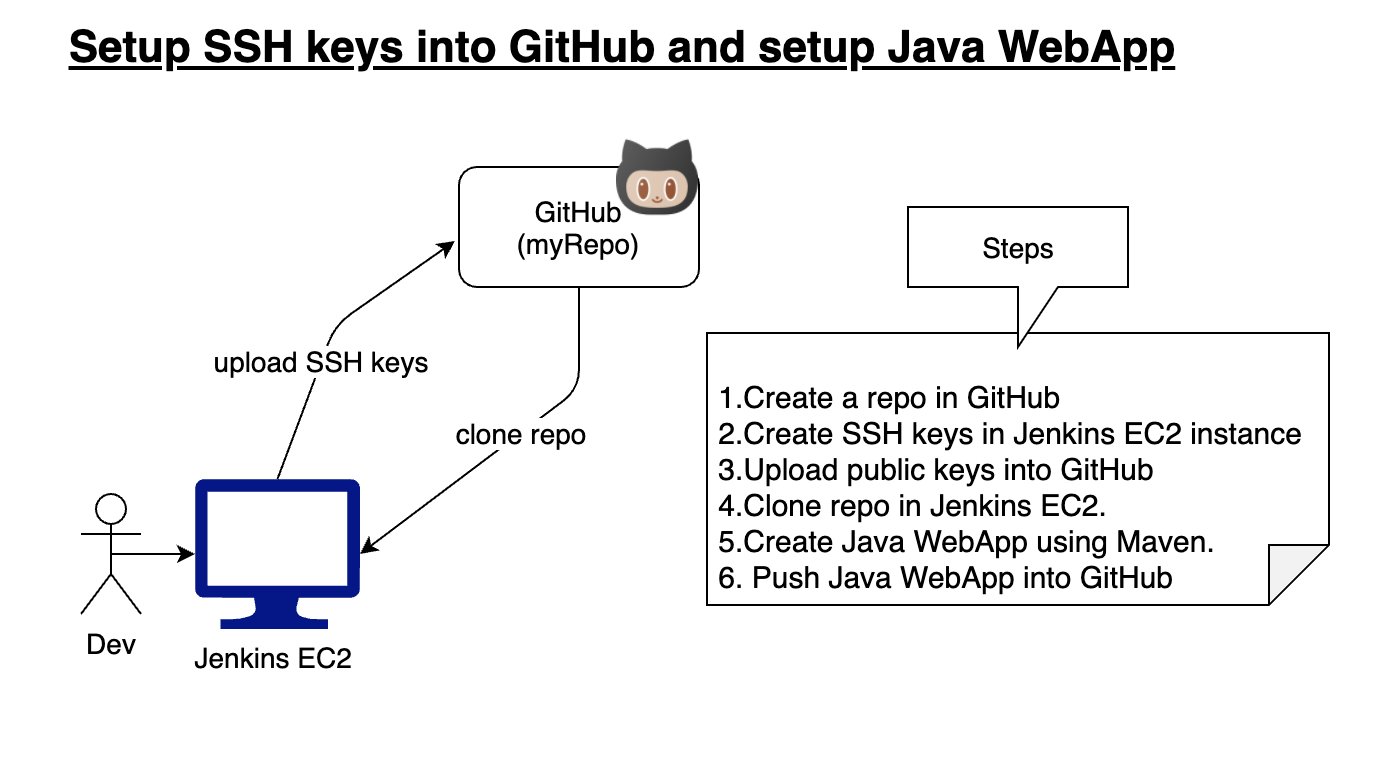 Setup SSH keys into GitHub and setup Java WebApp
GitHub
(myRepo)
upload SSH keys
clone repo
Dev
Jenkins EC2
Steps
1.Create a repo in GitHub
2.Create SSH keys in Jenkins EC2 instance
3.Upload public keys into GitHub
4.Clone repo in Jenkins EC2.
5.Create Java WebApp using Maven.
6. Push Java WebApp into GitHub